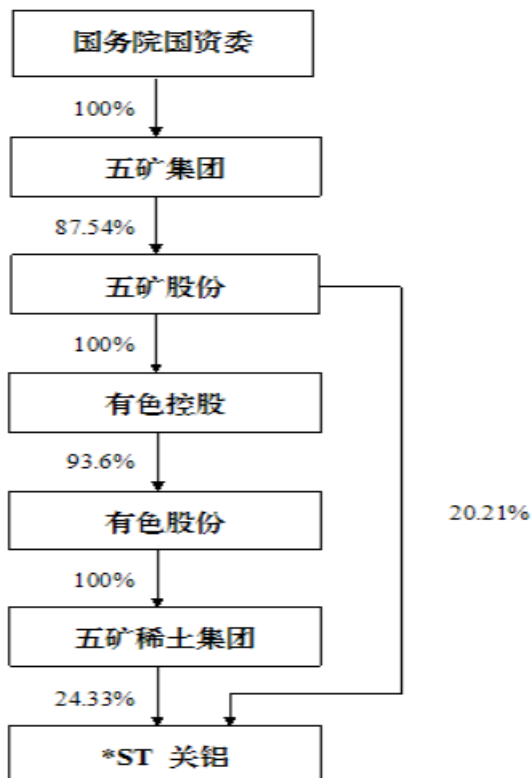 国务院国资委
100%
五矿集团
87.54%
五矿股份
100%
有色控股
93.6%
有色股份
20.21%
100%
五矿稀土集团
24.33%
*ST 关铝